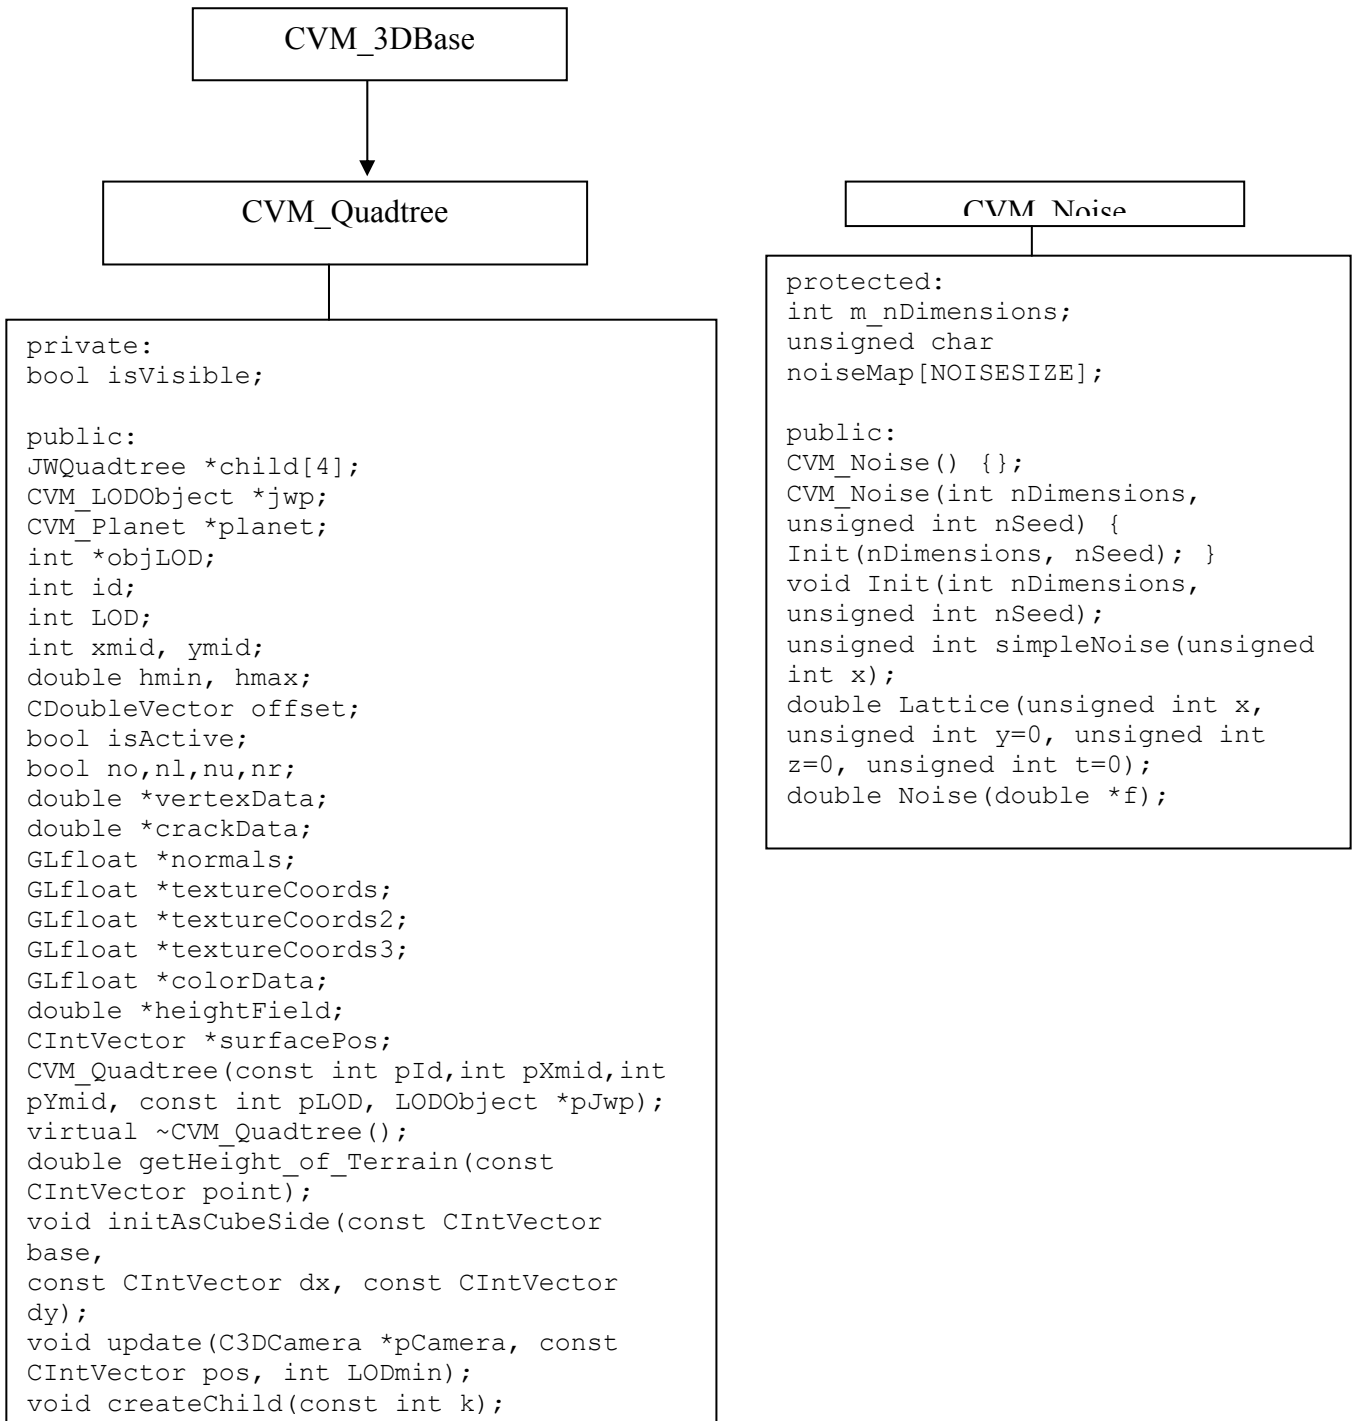 CVM_3DBase
CVM_Quadtree
private:
bool isVisible;
public:
JWQuadtree *child[4];
CVM_LODObject *jwp;
CVM_Planet *planet;
int *objLOD;
int id;
int LOD;
int xmid, ymid;
double hmin, hmax;
CDoubleVector offset;
bool isActive;
bool no,nl,nu,nr;
double *vertexData;
double *crackData;
GLfloat *normals;
GLfloat *textureCoords;
GLfloat *textureCoords2;
GLfloat *textureCoords3;
GLfloat *colorData;
double *heightField;
CIntVector *surfacePos;
CVM_Quadtree(const int pId,int pXmid,int
pYmid, const int pLOD, LODObject *pJwp);
virtual ~CVM_Quadtree();
double getHeight_of_Terrain(const
CIntVector point);
void initAsCubeSide(const CIntVector
base,
const CIntVector dx, const CIntVector
dy);
void update(C3DCamera *pCamera, const
CIntVector pos, int LODmin);
void createChild(const int k);
CVM_Noise
protected:
int m_nDimensions;
unsigned char
noiseMap[NOISESIZE];
public:
CVM_Noise() {};
CVM_Noise(int nDimensions,
unsigned int nSeed) {
Init(nDimensions, nSeed); }
void Init(int nDimensions,
unsigned int nSeed);
unsigned int simpleNoise(unsigned
int x);
double Lattice(unsigned int x,
unsigned int y=0, unsigned int
z=0, unsigned int t=0);
double Noise(double *f);